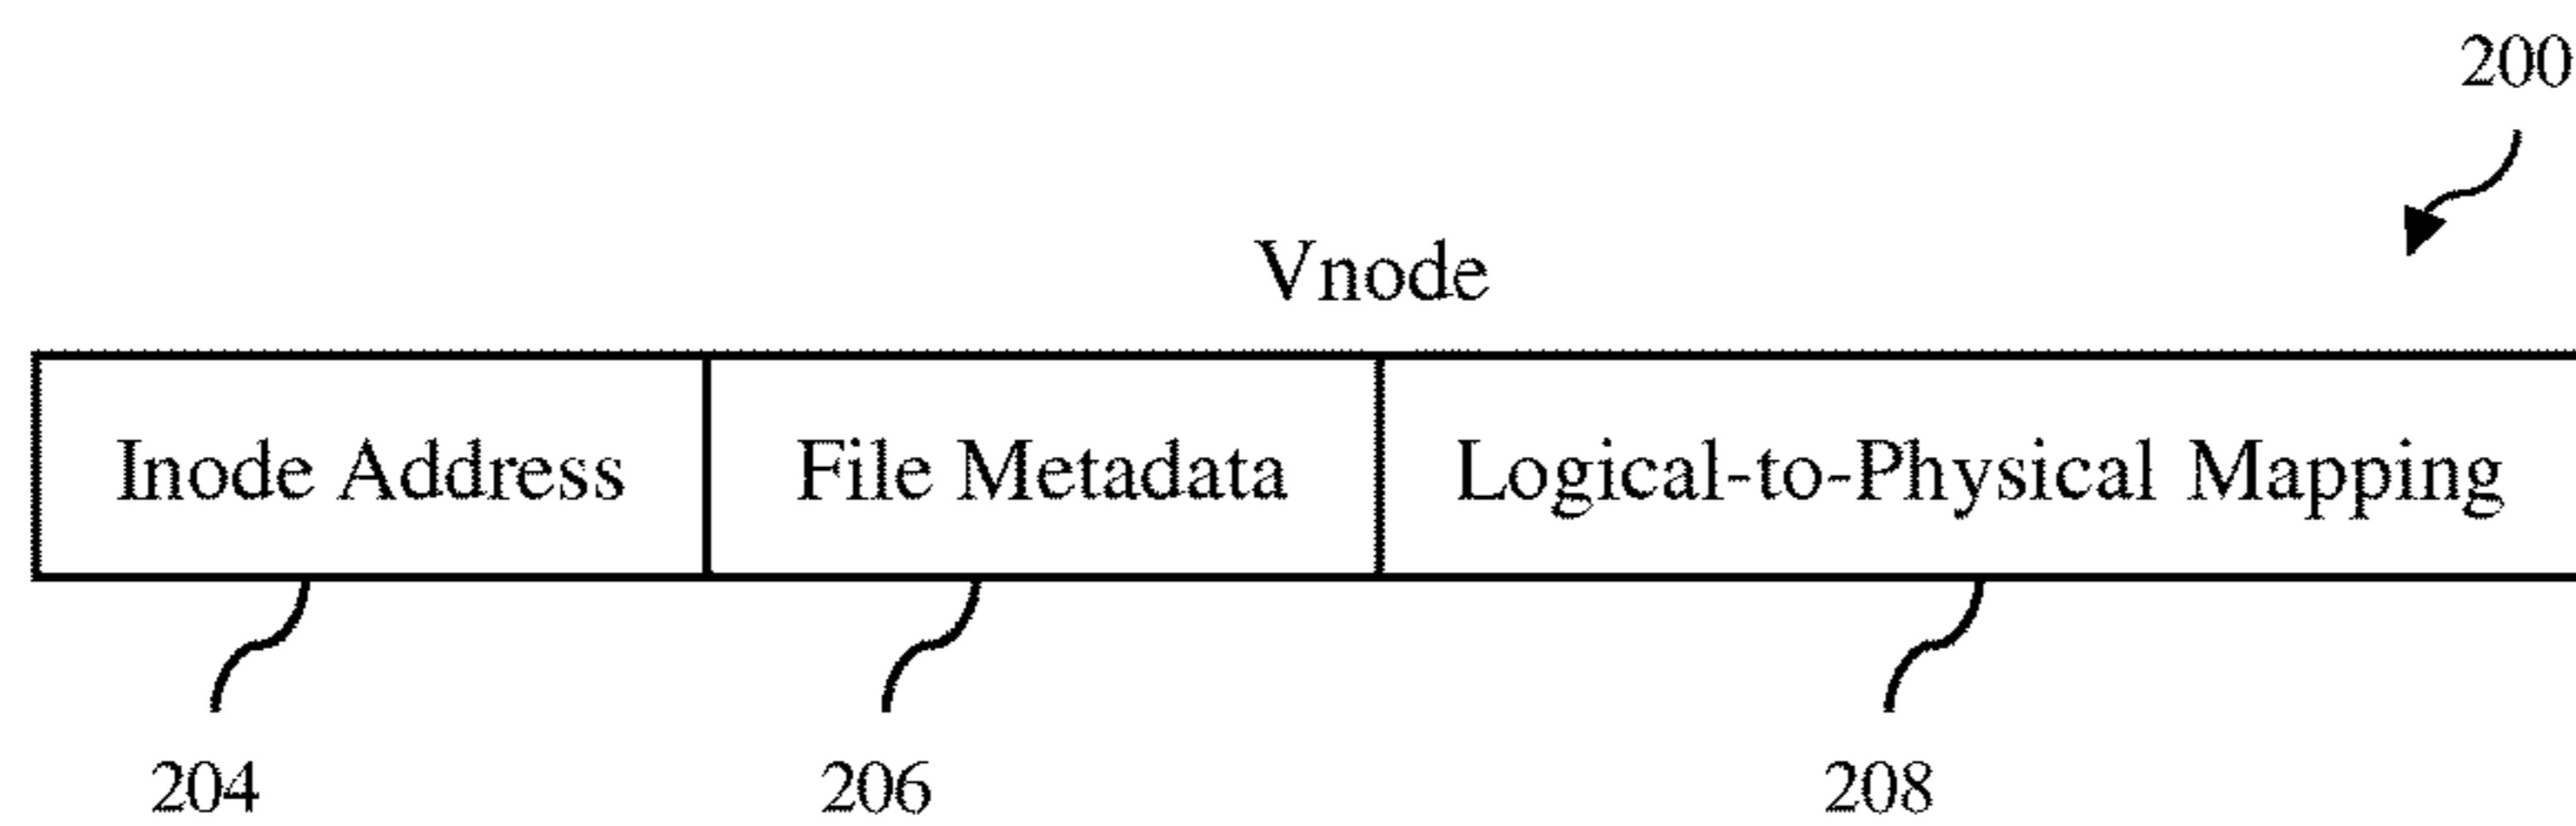 200
Vnode
Inode Address File Metadata Logical-to-Physical Mapping
204 206 208